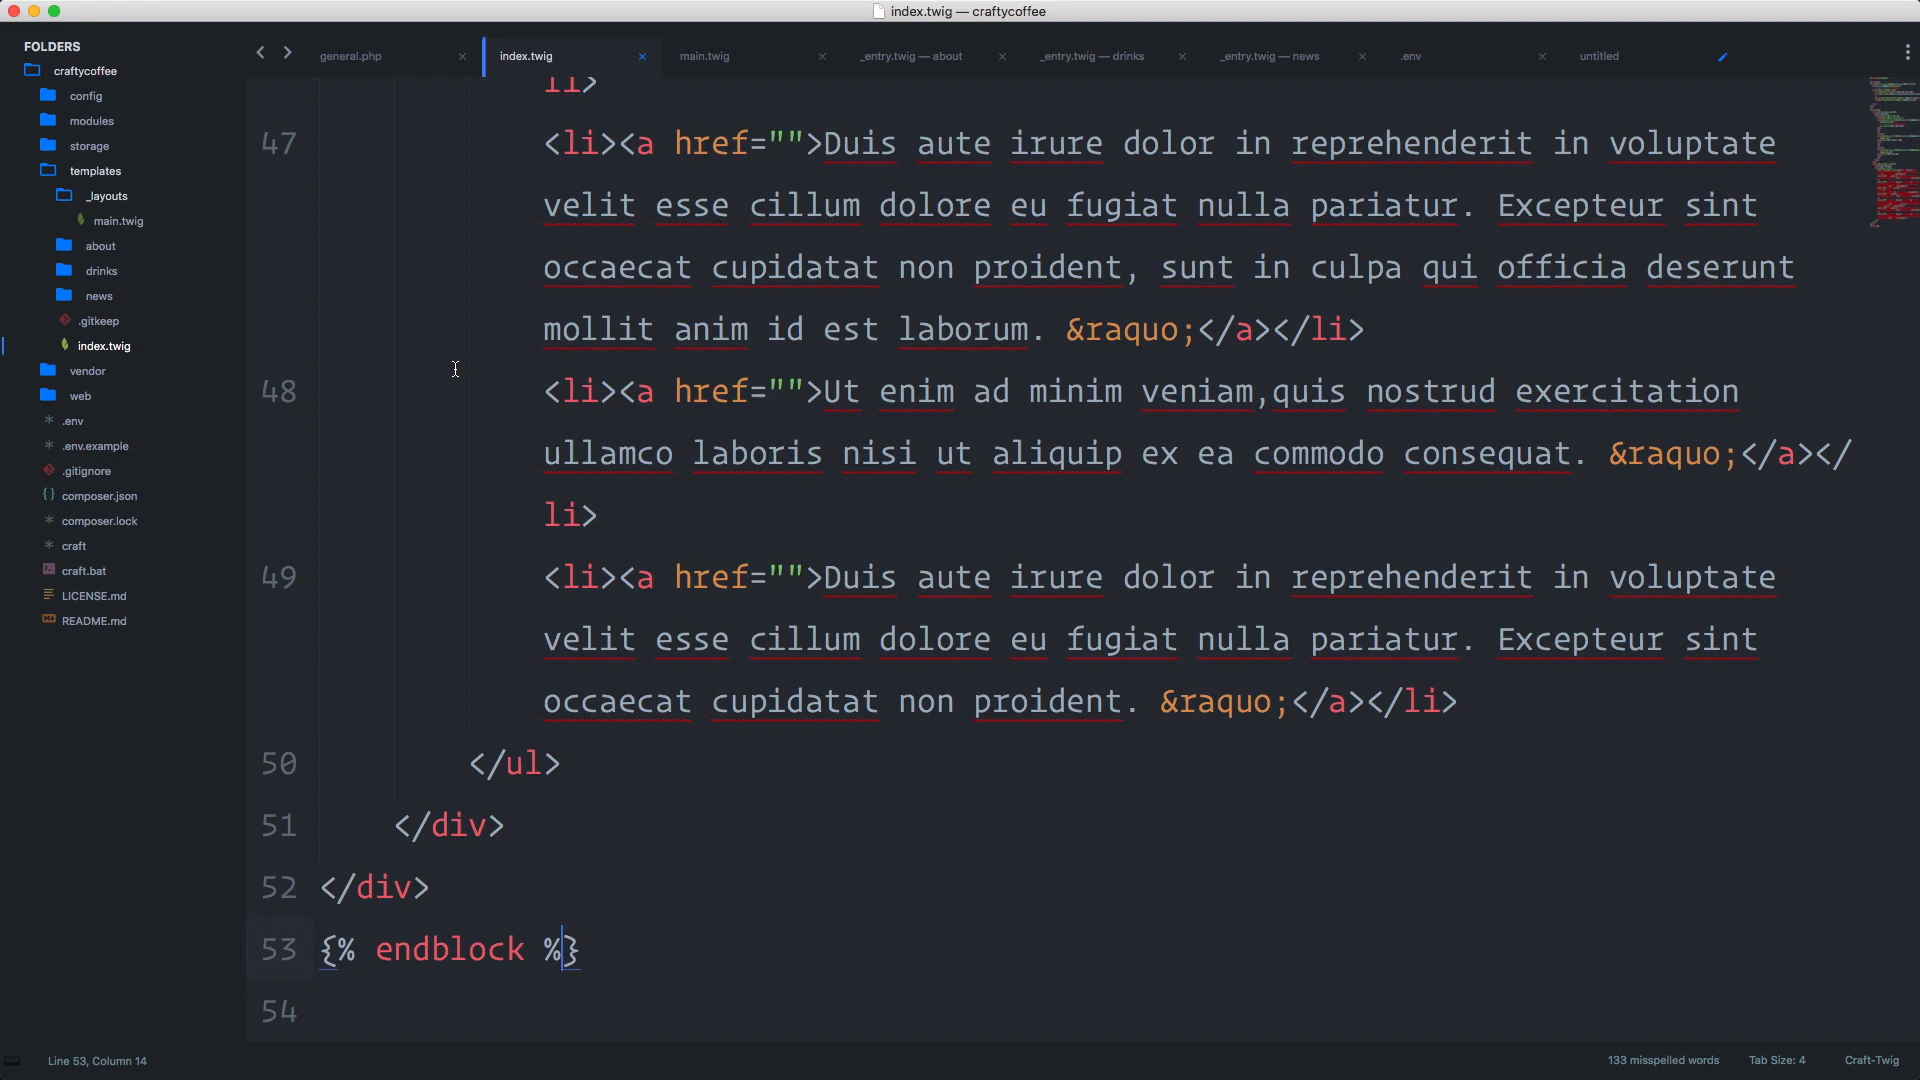 index.twig — craftycoffee
FOLDERS
craftycoffee
config
modules
storage
templates
_layouts
main.twig
about
drinks
news
.gitkeep
index.twig
vendor
web
.env
.env.example
.gitignore
composer.json
composer.lock
craft
craft.bat
LICENSE.md
README.md
general.php
index.twig
main.twig
_entry.twig — about
_entry.twig — drinks
_entry.twig — news
.env
untitled
li>
47 <li><a href="">Duis aute irure dolor in reprehenderit in voluptate
velit esse cillum dolore eu fugiat nulla pariatur. Excepteur sint
occaecat cupidatat non proident, sunt in culpa qui officia deserunt
mollit anim id est laborum. &raquo;</a></li>
48 <li><a href="">Ut enim ad minim veniam,quis nostrud exercitation
ullamco laboris nisi ut aliquip ex ea commodo consequat. &raquo;</a></
li>
49 <li><a href="">Duis aute irure dolor in reprehenderit in voluptate
velit esse cillum dolore eu fugiat nulla pariatur. Excepteur sint
occaecat cupidatat non proident. &raquo;</a></li>
50 </ul>
51 </div>
52 </div>
53 {% endblock %}
54
Line 53, Column 14
133 misspelled words
Tab Size: 4
Craft-Twig